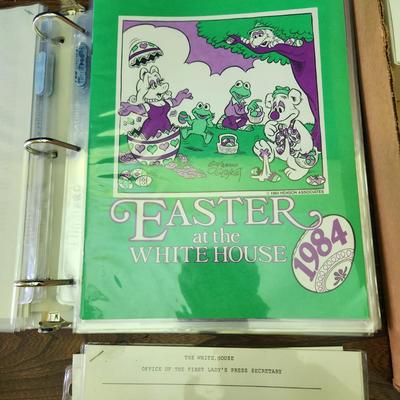 © 1984 HENSON ASSOCIATES
EASTER
at the
WHITE HOUSE
1984
THE WHITE HOUSE
OFFICE OF THE FIRST LADY'S PRESS SECRETARY